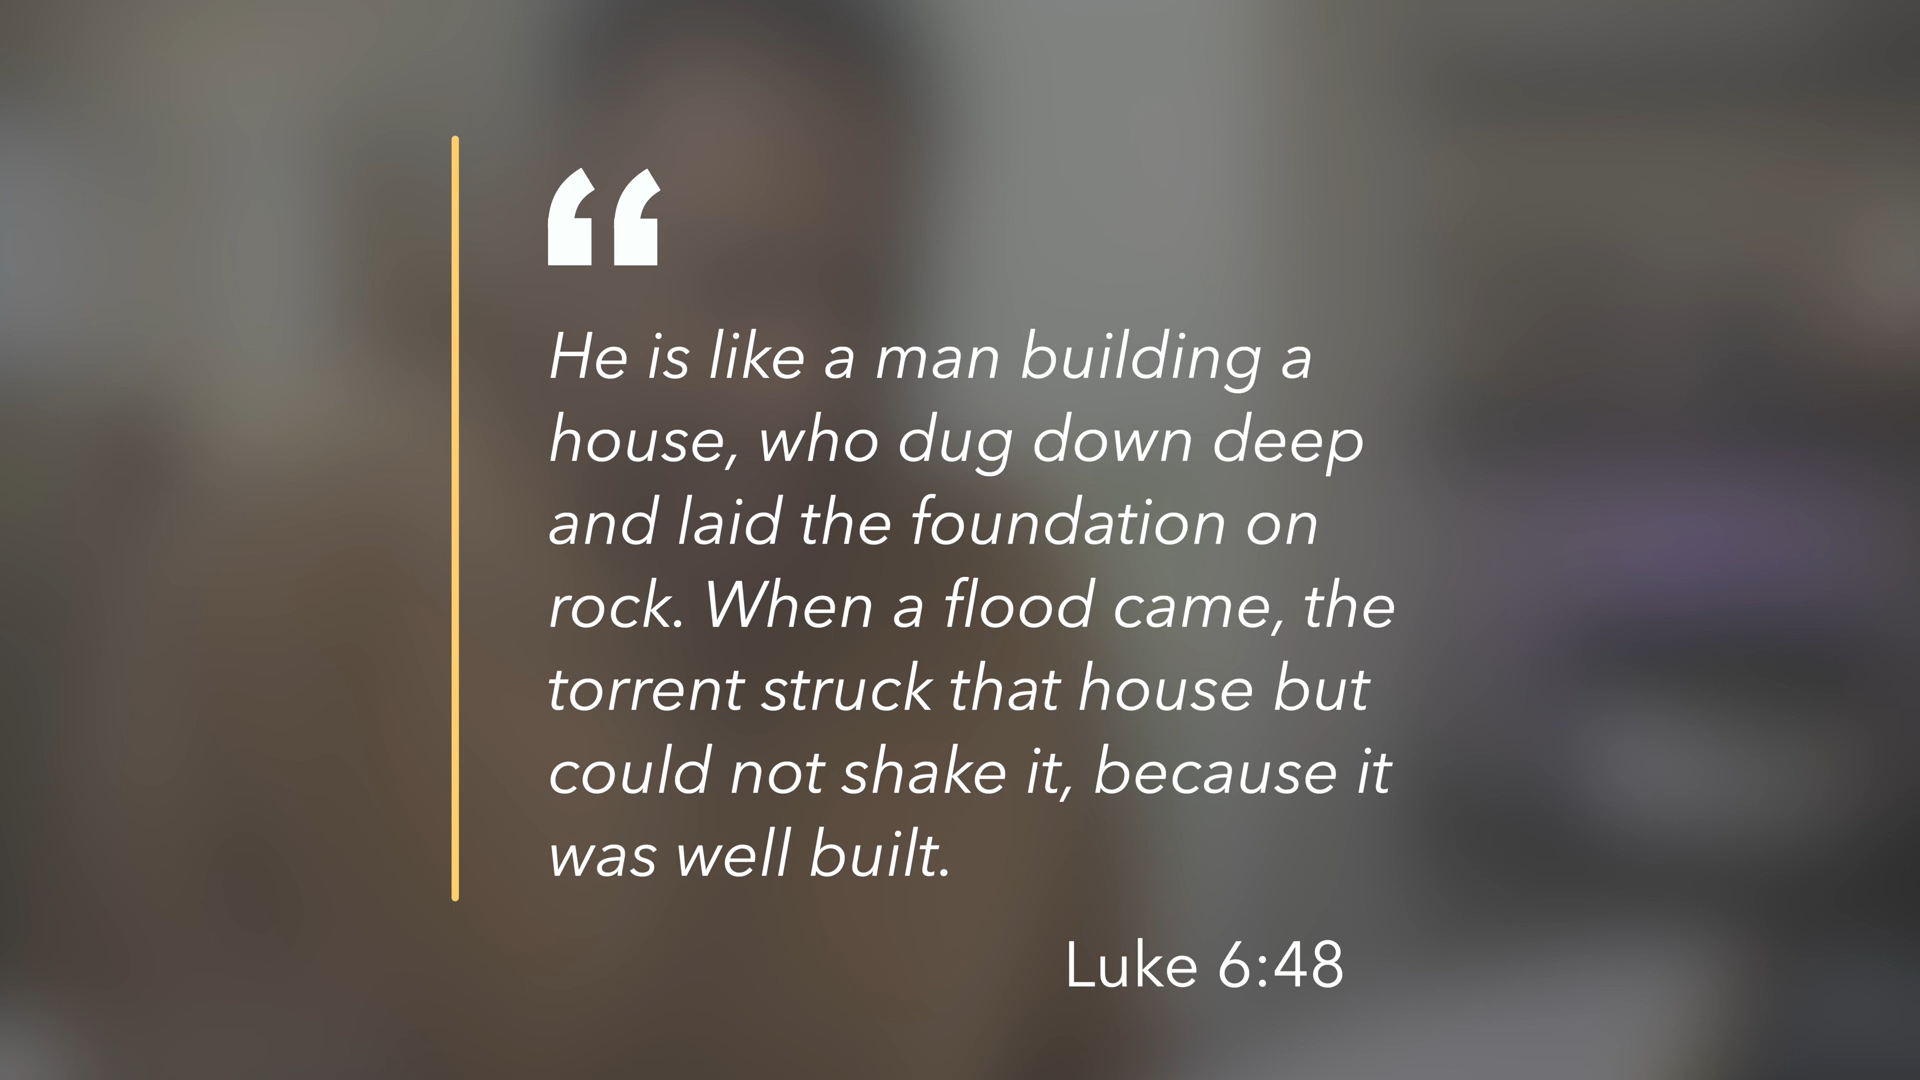 “
He is like a man building a
house, who dug down deep
and laid the foundation on
rock. When a flood came, the
torrent struck that house but
could not shake it, because it
was well built.
Luke 6:48